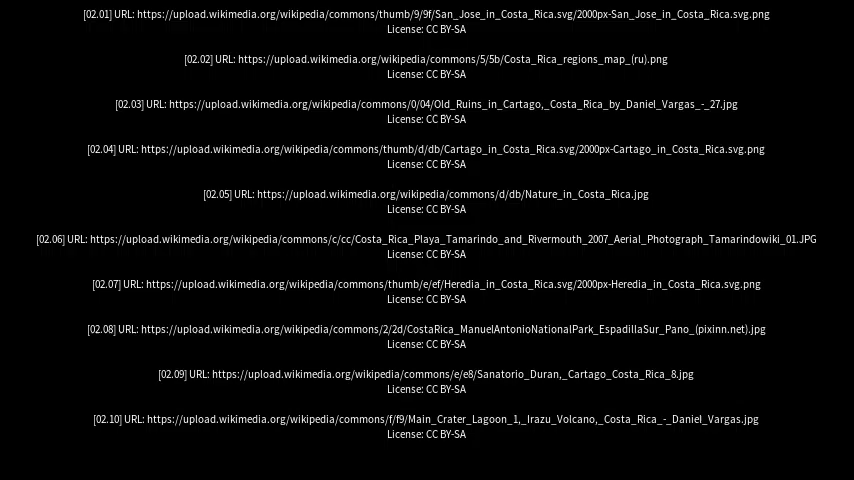 [02.01] URL: https://upload.wikimedia.org/wikipedia/commons/thumb/9/9f/San_Jose_in_Costa_Rica.svg/2000px-San_Jose_in_Costa_Rica.svg.png
License: CC BY-SA
[02.02] URL: https://upload.wikimedia.org/wikipedia/commons/5/5b/Costa_Rica_regions_map_(ru).png
License: CC BY-SA
[02.03] URL: https://upload.wikimedia.org/wikipedia/commons/0/04/Old_Ruins_in_Cartago,_Costa_Rica_by_Daniel_Vargas_-_27.jpg
License: CC BY-SA
[02.04] URL: https://upload.wikimedia.org/wikipedia/commons/thumb/d/db/Cartago_in_Costa_Rica.svg/2000px-Cartago_in_Costa_Rica.svg.png
License: CC BY-SA
[02.05] URL: https://upload.wikimedia.org/wikipedia/commons/d/db/Nature_in_Costa_Rica.jpg
License: CC BY-SA
[02.06] URL: https://upload.wikimedia.org/wikipedia/commons/c/cc/Costa_Rica_Playa_Tamarindo_and_Rivermouth_2007_Aerial_Photograph_Tamarindowiki_01.JPG
License: CC BY-SA
[02.07] URL: https://upload.wikimedia.org/wikipedia/commons/thumb/e/ef/Heredia_in_Costa_Rica.svg/2000px-Heredia_in_Costa_Rica.svg.png
License: CC BY-SA
[02.08] URL: https://upload.wikimedia.org/wikipedia/commons/2/2d/CostaRica_ManuelAntonioNationalPark_EspadillaSur_Pano_(pixinn.net).jpg
License: CC BY-SA
[02.09] URL: https://upload.wikimedia.org/wikipedia/commons/e/e8/Sanatorio_Duran,_Cartago_Costa_Rica_8.jpg
License: CC BY-SA
[02.10] URL: https://upload.wikimedia.org/wikipedia/commons/f/f9/Main_Crater_Lagoon_1,_Irazu_Volcano,_Costa_Rica_-_Daniel_Vargas.jpg
License: CC BY-SA